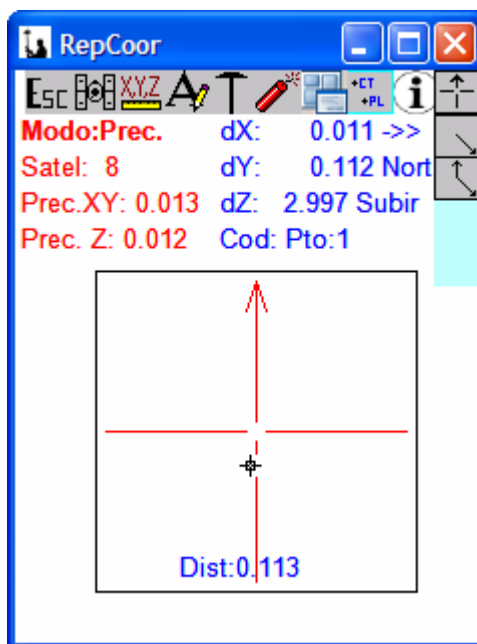 RepCoor
Esc X,Y,Z A T +CT +PL i
Modo:Prec. dX: 0.011 ->>
Satel: 8 dY: 0.112 Nort
Prec.XY: 0.013 dZ: 2.997 Subir
Prec. Z: 0.012 Cod: Pto:1
Dist:0.113